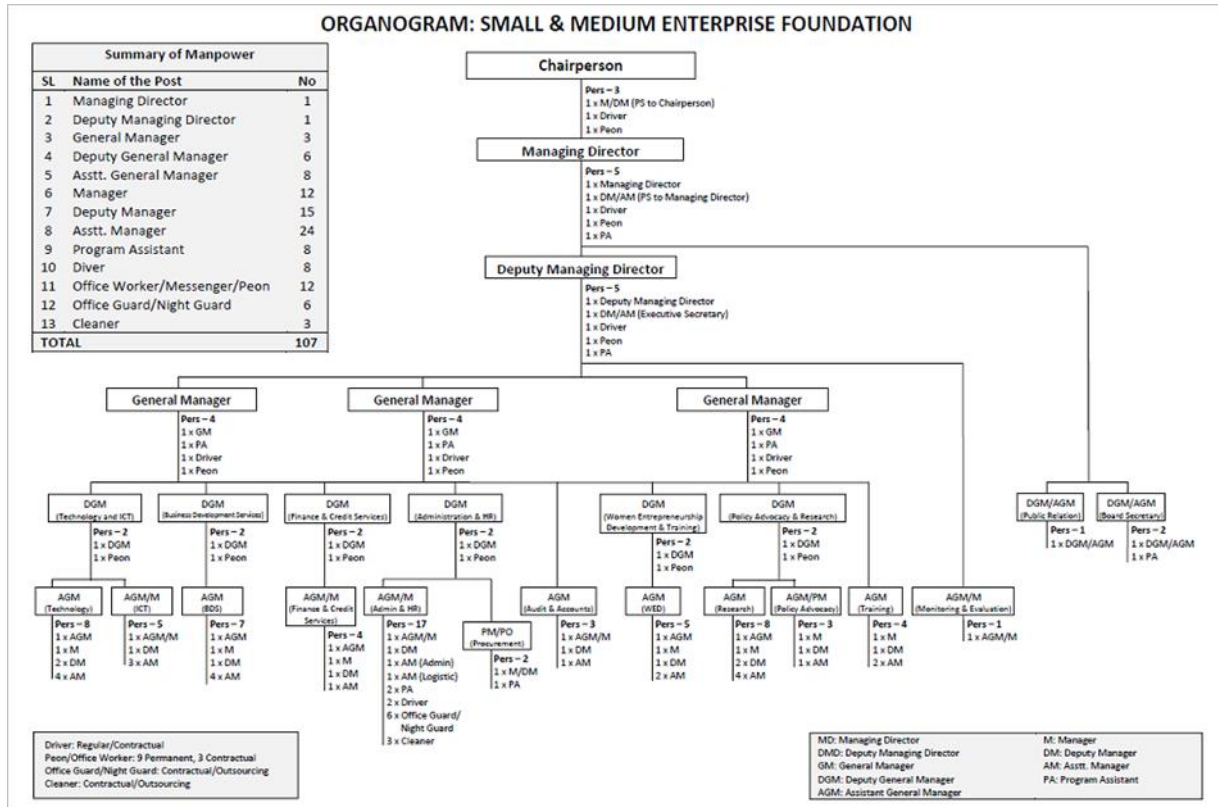 ORGANOGRAM: SMALL & MEDIUM ENTERPRISE FOUNDATION
Summary of Manpower
SL Name of the Post No
1 Managing Director 1
2 Deputy Managing Director 1
3 General Manager 3
4 Deputy General Manager 6
5 Asstt. General Manager 8
6 Manager 12
7 Deputy Manager 15
8 Asstt. Manager 24
9 Program Assistant 8
10 Diver 8
11 Office Worker/Messenger/Peon 12
12 Office Guard/Night Guard 6
13 Cleaner 3
TOTAL 107
Chairperson
Pers – 3
1 x M/DM (PS to Chairperson)
1 x Driver
1 x Peon
Managing Director
Pers – 5
1 x Managing Director
1 x DM/AM (PS to Managing Director)
1 x Driver
1 x Peon
1 x PA
Deputy Managing Director
Pers – 5
1 x Deputy Managing Director
1 x DM/AM (Executive Secretary)
1 x Driver
1 x Peon
1 x PA
General Manager
Pers – 4
1 x GM
1 x PA
1 x Driver
1 x Peon
General Manager
Pers – 4
1 x GM
1 x PA
1 x Driver
1 x Peon
General Manager
Pers – 4
1 x GM
1 x PA
1 x Driver
1 x Peon
DGM
(Technology and ICT)
Pers – 2
1 x DGM
1 x Peon
DGM
(Business Development Services)
Pers – 2
1 x DGM
1 x Peon
DGM
(Finance & Credit Services)
Pers – 2
1 x DGM
1 x Peon
DGM
(Administration & HR)
Pers – 2
1 x DGM
1 x Peon
DGM
(Women Entrepreneurship
Development & Training)
Pers – 2
1 x DGM
1 x Peon
DGM
(Policy Advocacy & Research)
Pers – 2
1 x DGM
1 x Peon
DGM/AGM
(Public Relation)
Pers – 1
1 x DGM/AGM
DGM/AGM
(Board Secretary)
Pers – 2
1 x DGM/AGM
1 x PA
AGM
(Technology)
Pers – 8
1 x AGM
1 x M
2 x DM
4 x AM
AGM/M
(ICT)
Pers – 5
1 x AGM/M
1 x DM
3 x AM
AGM
(BDS)
Pers – 7
1 x AGM
1 x M
1 x DM
4 x AM
AGM/M
(Finance & Credit
Services)
Pers – 4
1 x AGM
1 x M
1 x DM
1 x AM
AGM/M
(Admin & HR)
Pers – 17
1 x AGM/M
1 x DM
1 x AM (Admin)
1 x AM (Logistic)
2 x PA
2 x Driver
6 x Office Guard/
Night Guard
3 x Cleaner
PM/PO
(Procurement)
Pers – 2
1 x M/DM
1 x PA
AGM
(Audit & Accounts)
Pers – 3
1 x AGM/M
1 x DM
1 x AM
AGM
(WED)
Pers – 5
1 x AGM
1 x M
1 x DM
2 x AM
AGM
(Research)
Pers – 8
1 x AGM
1 x M
2 x DM
4 x AM
AGM/PM
(Policy Advocacy)
Pers – 3
1 x M
1 x DM
1 x AM
AGM
(Training)
Pers – 4
1 x M
1 x DM
2 x AM
AGM/M
(Monitoring & Evaluation)
Pers – 1
1 x AGM/M
Driver: Regular/Contractual
Peon/Office Worker: 9 Permanent, 3 Contractual
Office Guard/Night Guard: Contractual/Outsourcing
Cleaner: Contractual/Outsourcing
MD: Managing Director
DMD: Deputy Managing Director
GM: General Manager
DGM: Deputy General Manager
AGM: Assistant General Manager
M: Manager
DM: Deputy Manager
AM: Asstt. Manager
PA: Program Assistant